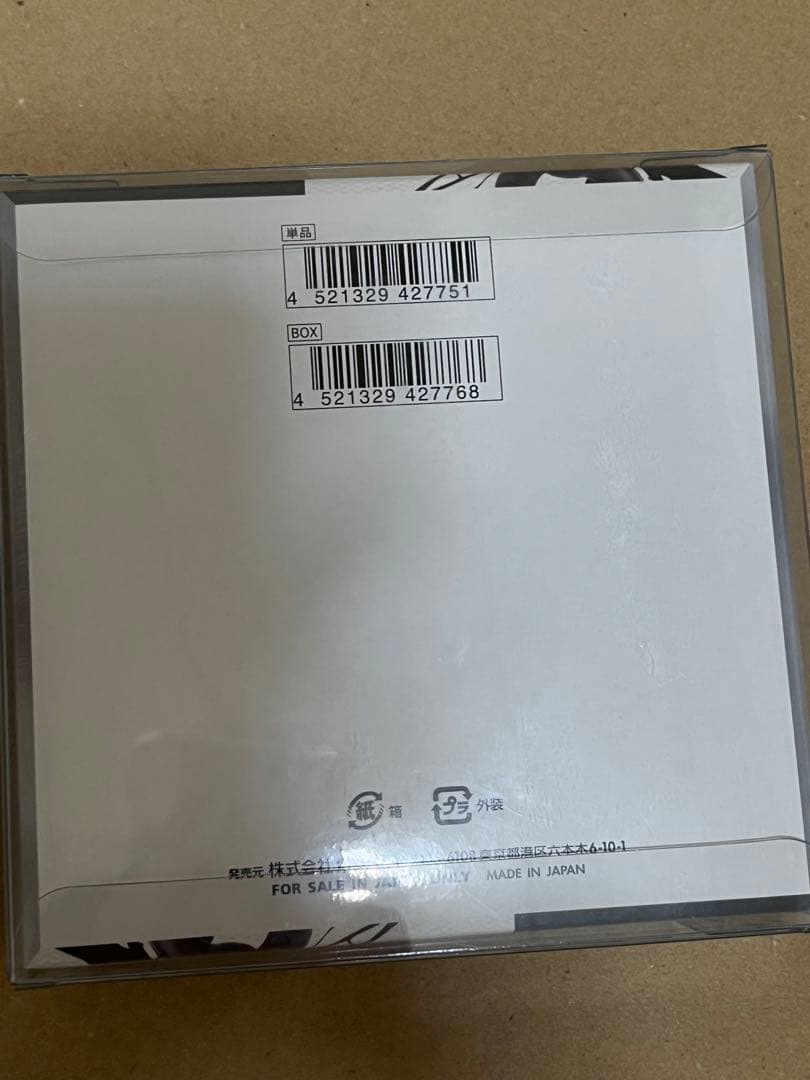 単品
4 521329 427751
BOX
4 521329 427768
紙 箱
プラ 外装
発売元 株式会社 6108 東京都港区六本木6-10-1
FOR SALE IN JAPAN ONLY MADE IN JAPAN